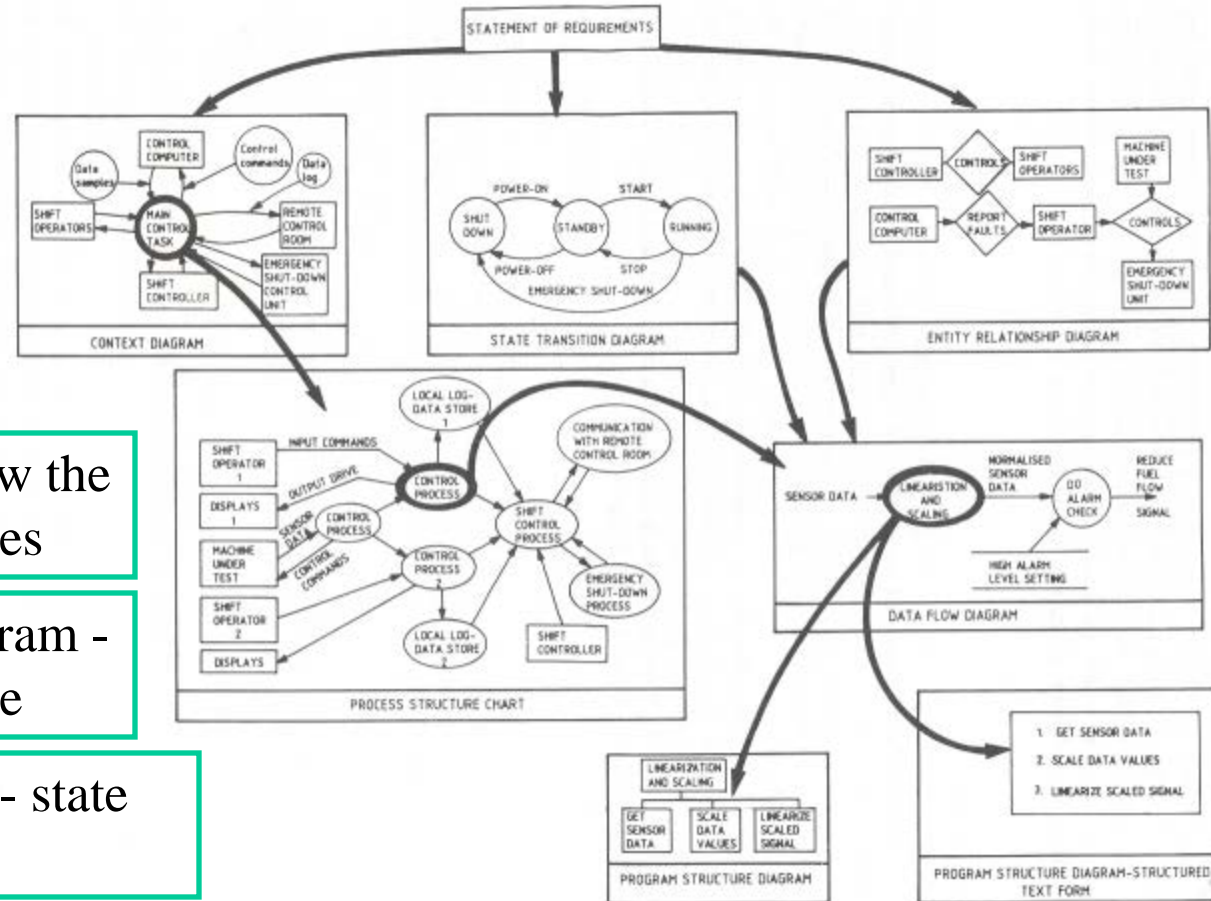 STATEMENT OF REQUIREMENTS
CONTROL
COMPUTER
Control
commands
Data
log
Data
samples
SHIFT
OPERATORS
MAIN
CONTROL
TASK
REMOTE
CONTROL
ROOM
EMERGENCY
SHUT-DOWN
CONTROL
UNIT
SHIFT
CONTROLLER
CONTEXT DIAGRAM
POWER-ON
START
SHUT
DOWN
STANDBY
RUNNING
POWER-OFF
STOP
EMERGENCY SHUT-DOWN
STATE TRANSITION DIAGRAM
SHIFT
CONTROLLER
CONTROLS
SHIFT
OPERATORS
MACHINE
UNDER
TEST
CONTROL
COMPUTER
REPORT
FAULTS
SHIFT
OPERATOR
CONTROLS
EMERGENCY
SHUT-DOWN
UNIT
ENTITY RELATIONSHIP DIAGRAM
w the
es
ram -
e
- state
LOCAL LOG-
DATA STORE
1
COMMUNICATION
WITH REMOTE
CONTROL ROOM
SHIFT
OPERATOR
1
INPUT COMMANDS
OUTPUT DRIVE
CONTROL
PROCESS
DISPLAYS
1
SENSOR
DATA
CONTROL
PROCESS
SHIFT
CONTROL
PROCESS
MACHINE
UNDER
TEST
CONTROL
COMMANDS
CONTROL
PROCESS
2
EMERGENCY
SHUT-DOWN
PROCESS
SHIFT
OPERATOR
2
LOCAL LOG-
DATA STORE
2
SHIFT
CONTROLLER
DISPLAYS
PROCESS STRUCTURE CHART
SENSOR DATA
LINEARISTION
AND
SCALING
NORMALISED
SENSOR
DATA
DO
ALARM
CHECK
REDUCE
FUEL
FLOW
SIGNAL
HIGH ALARM
LEVEL SETTING
DATA FLOW DIAGRAM
LINEARIZATION
AND SCALING
GET
SENSOR
DATA
SCALE
DATA
VALUES
LINEARIZE
SCALED
SIGNAL
PROGRAM STRUCTURE DIAGRAM
1. GET SENSOR DATA
2. SCALE DATA VALUES
3. LINEARIZE SCALED SIGNAL
PROGRAM STRUCTURE DIAGRAM-STRUCTURED
TEXT FORM